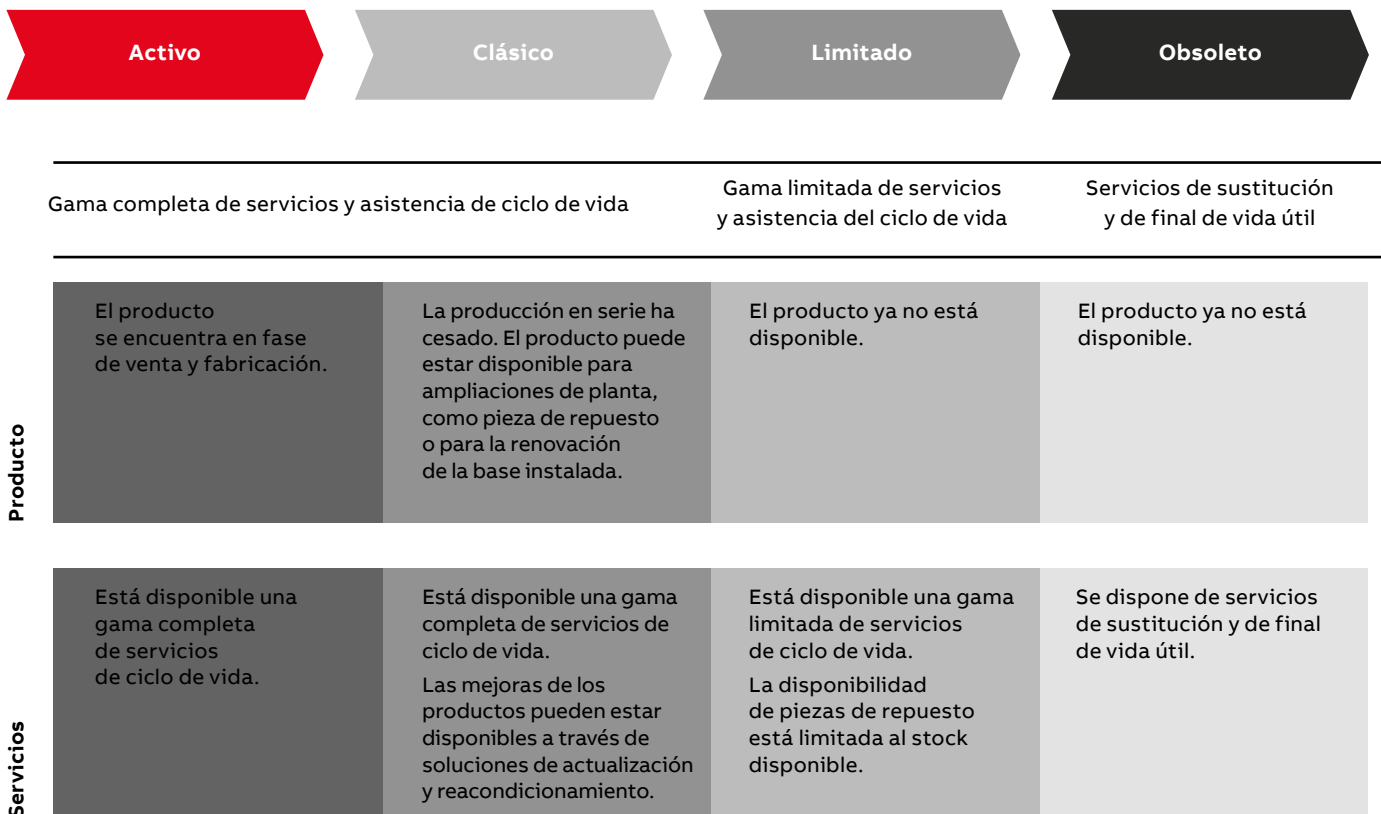 Activo
Clásico
Limitado
Obsoleto
Gama completa de servicios y asistencia de ciclo de vida
Gama limitada de servicios
y asistencia del ciclo de vida
Servicios de sustitución
y de final de vida útil
Producto
El producto
se encuentra en fase
de venta y fabricación.
La producción en serie ha
cesado. El producto puede
estar disponible para
ampliaciones de planta,
como pieza de repuesto
o para la renovación
de la base instalada.
El producto ya no está
disponible.
El producto ya no está
disponible.
Servicios
Está disponible una
gama completa
de servicios
de ciclo de vida.
Está disponible una gama
completa de servicios de
ciclo de vida.
Las mejoras de los
productos pueden estar
disponibles a través de
soluciones de actualización
y reacondicionamiento.
Está disponible una gama
limitada de servicios
de ciclo de vida.
La disponibilidad
de piezas de repuesto
está limitada al stock
disponible.
Se dispone de servicios
de sustitución y de final
de vida útil.